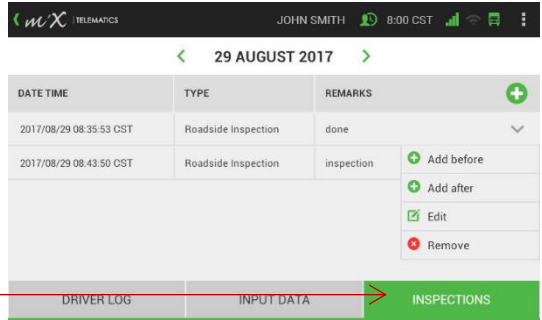 mX TELEMATICS JOHN SMITH 8:00 CST
29 AUGUST 2017
DATE TIME TYPE REMARKS
2017/08/29 08:35:53 CST Roadside Inspection done
2017/08/29 08:43:50 CST Roadside Inspection inspection
Add before
Add after
Edit
Remove
DRIVER LOG INPUT DATA INSPECTIONS